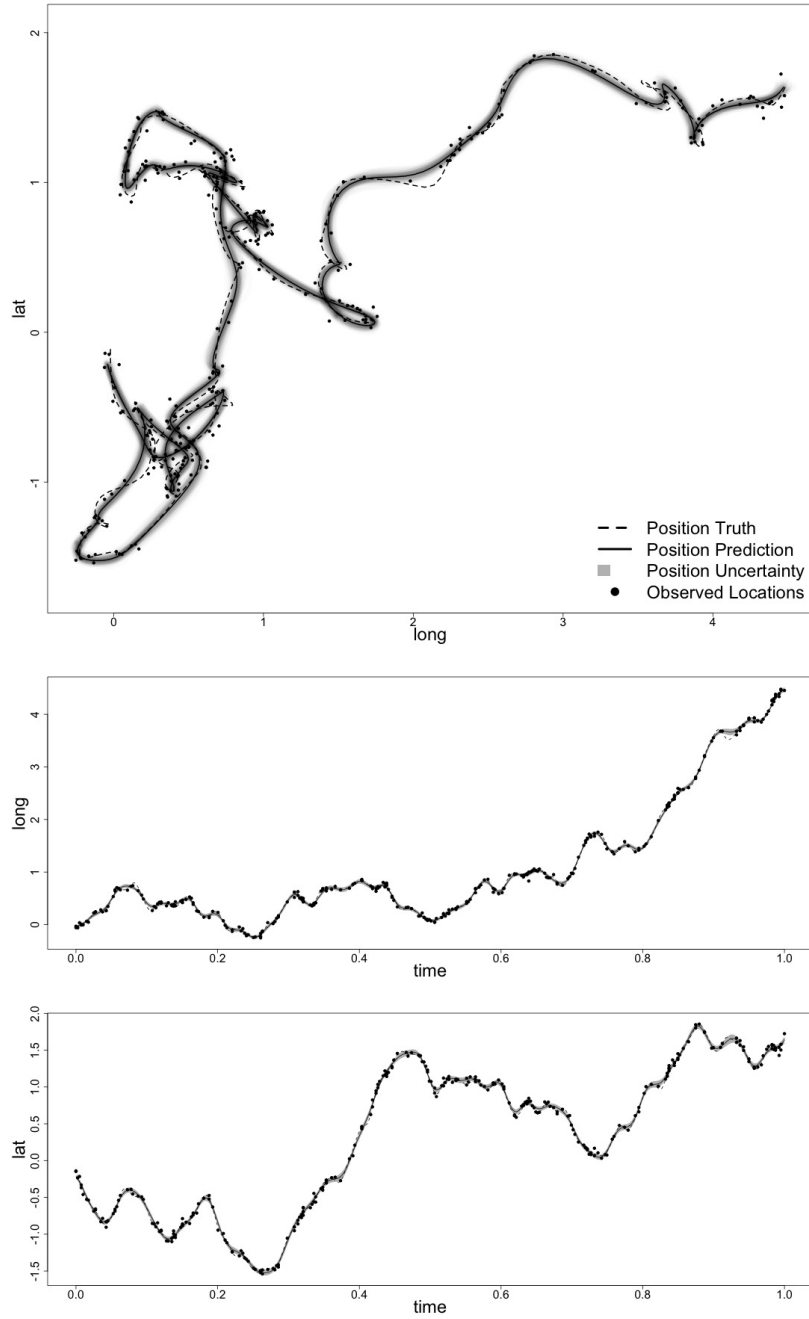 2
1
0
-1
lat
Position Truth
Position Prediction
Position Uncertainty
Observed Locations
0 1 2 3 4
long
4
3
2
1
0
long
0.0 0.2 0.4 0.6 0.8 1.0
time
2.0
1.5
1.0
0.5
0.0
-0.5
-1.0
-1.5
lat
0.0 0.2 0.4 0.6 0.8 1.0
time